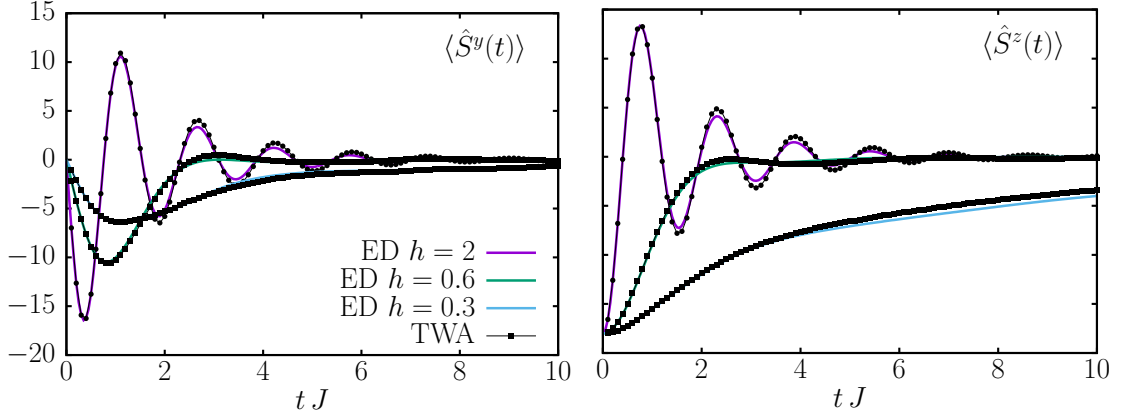 15
10
5
0
−5
−10
−15
−20
⟨Ŝ^y(t)⟩
ED h = 2
ED h = 0.6
ED h = 0.3
TWA
0 2 4 6 8 10
t J
⟨Ŝ^z(t)⟩
0 2 4 6 8 10
t J